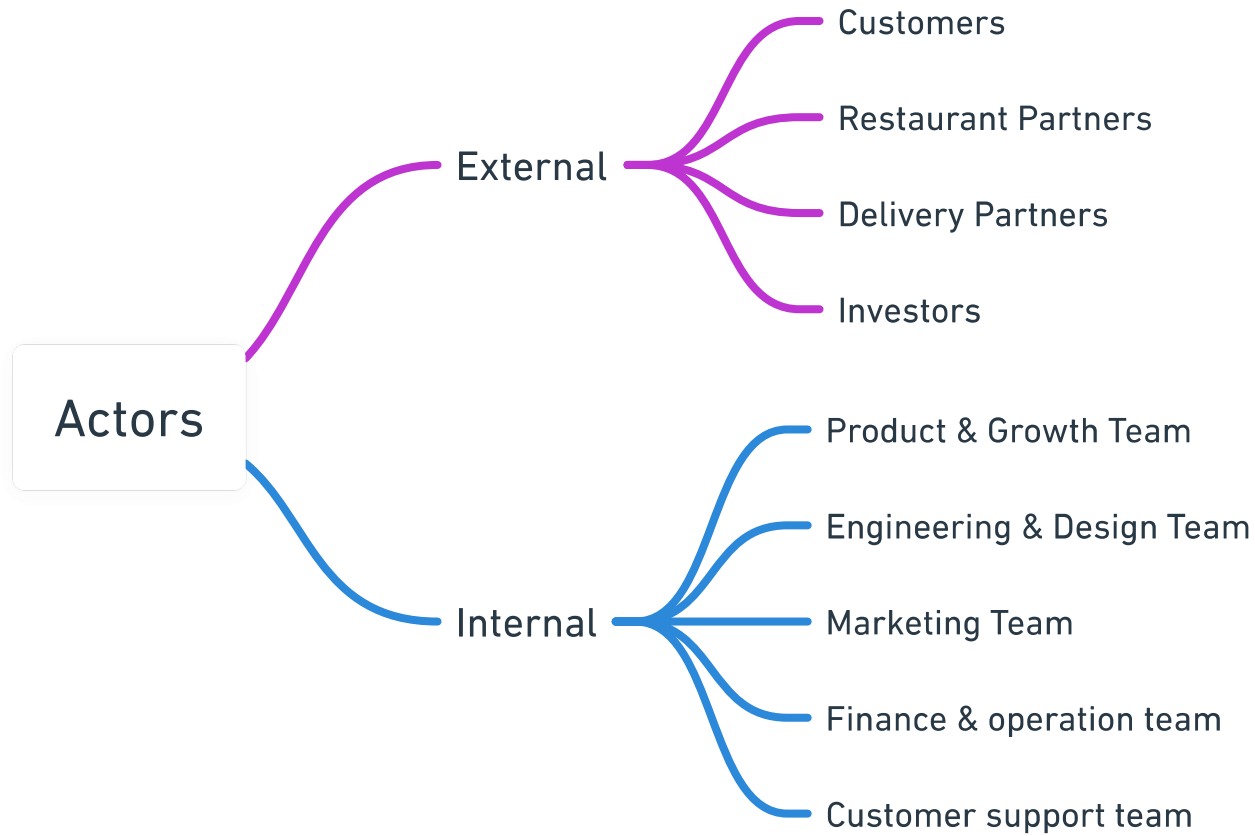 Actors
External
Customers
Restaurant Partners
Delivery Partners
Investors
Internal
Product & Growth Team
Engineering & Design Team
Marketing Team
Finance & operation team
Customer support team